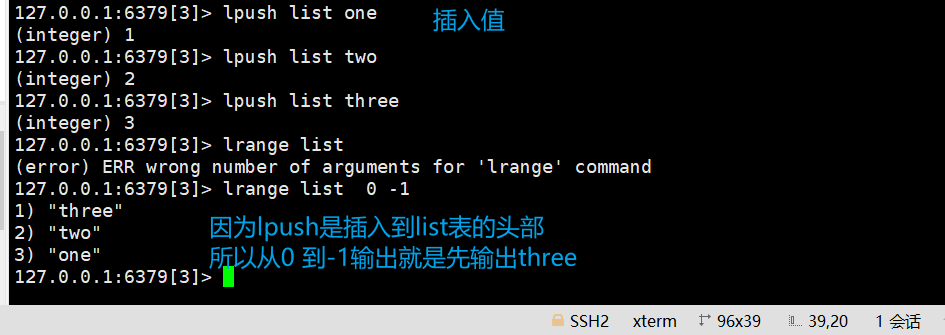 127.0.0.1:6379[3]> lpush list one
插入值
(integer) 1
127.0.0.1:6379[3]> lpush list two
(integer) 2
127.0.0.1:6379[3]> lpush list three
(integer) 3
127.0.0.1:6379[3]> lrange list
(error) ERR wrong number of arguments for 'lrange' command
127.0.0.1:6379[3]> lrange list  0 -1
1) "three"
2) "two"
因为lpush是插入到list表的头部
3) "one"
所以从0 到-1输出就是先输出three
127.0.0.1:6379[3]>
SSH2 xterm 96x39 39,20 1 会话